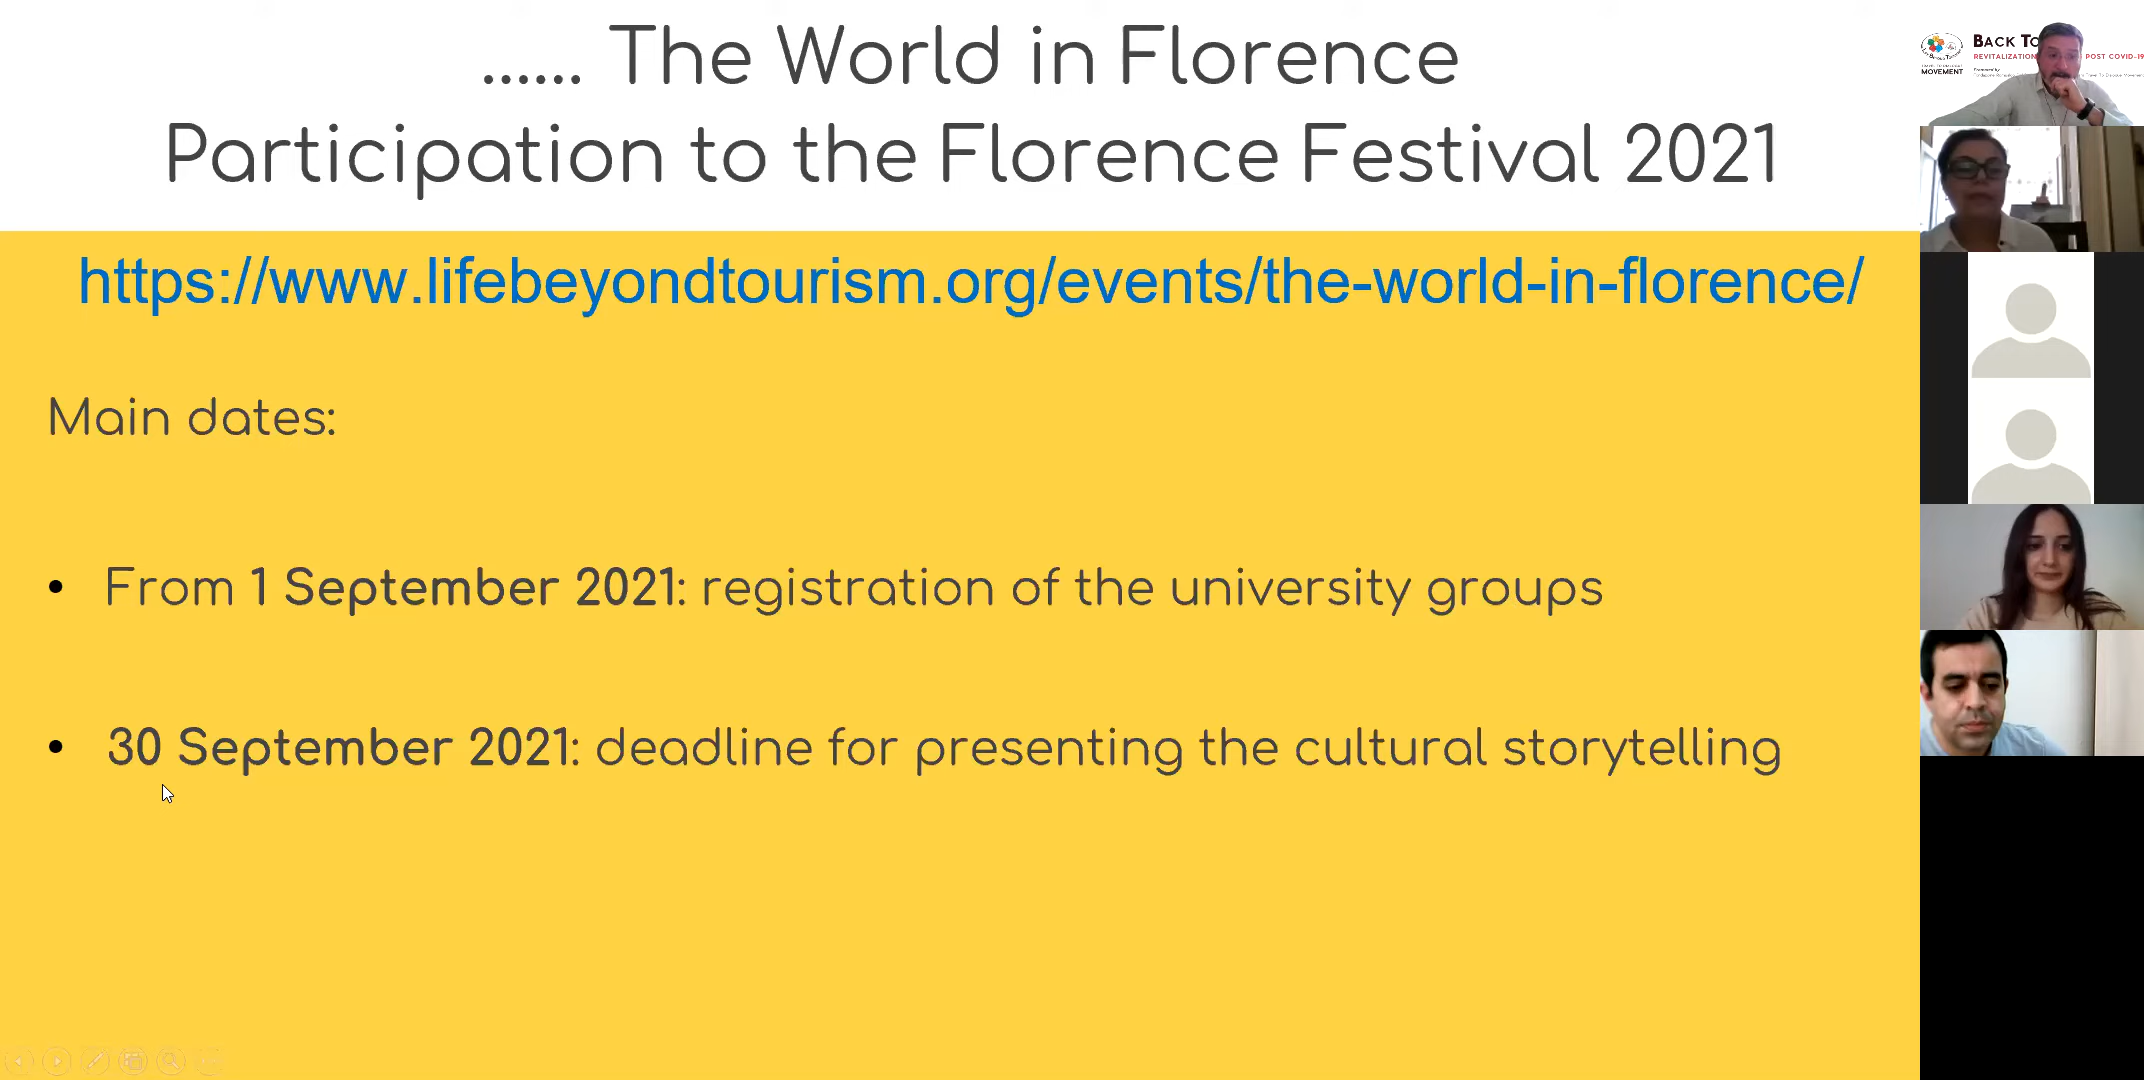 ...... The World in Florence
Participation to the Florence Festival 2021
https://www.lifebeyondtourism.org/events/the-world-in-florence/
Main dates:
• From 1 September 2021: registration of the university groups
• 30 September 2021: deadline for presenting the cultural storytelling
BACK TO
REVITALIZATION POST COVID-19
MOVEMENT